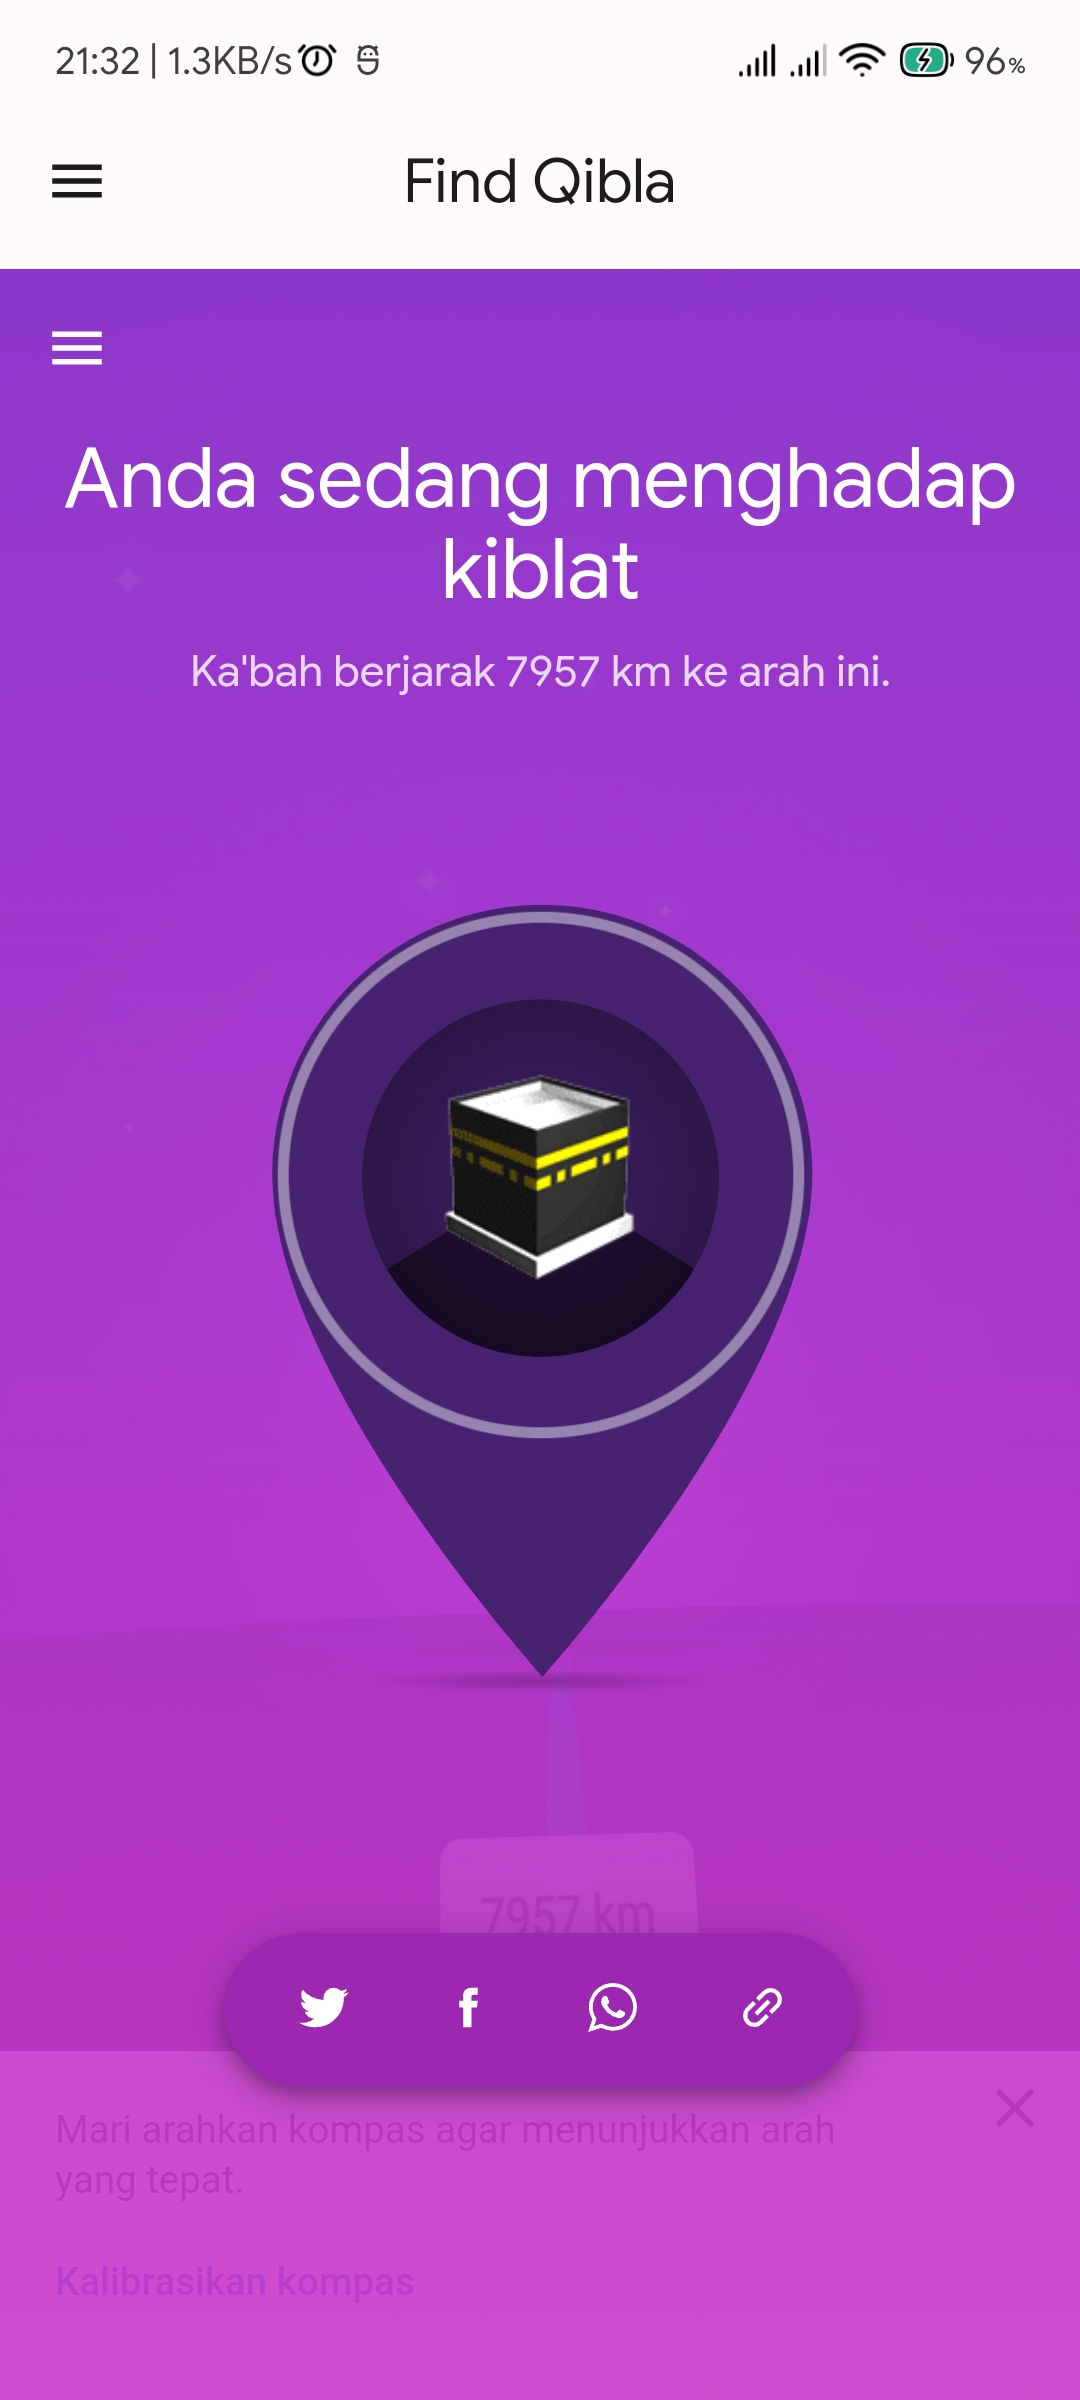 21:32 | 1.3KB/s 96%
Find Qibla
Anda sedang menghadap
kiblat
Ka'bah berjarak 7957 km ke arah ini.
7957 km
Mari arahkan kompas agar menunjukkan arah
yang tepat.
Kalibrasikan kompas